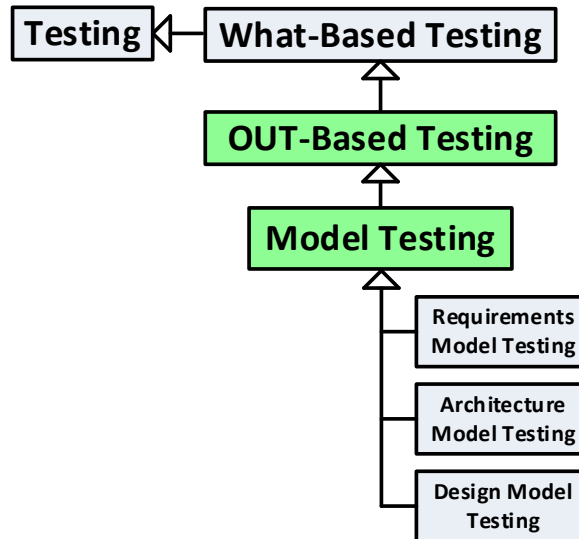 Testing
What-Based Testing
OUT-Based Testing
Model Testing
Requirements
Model Testing
Architecture
Model Testing
Design Model
Testing